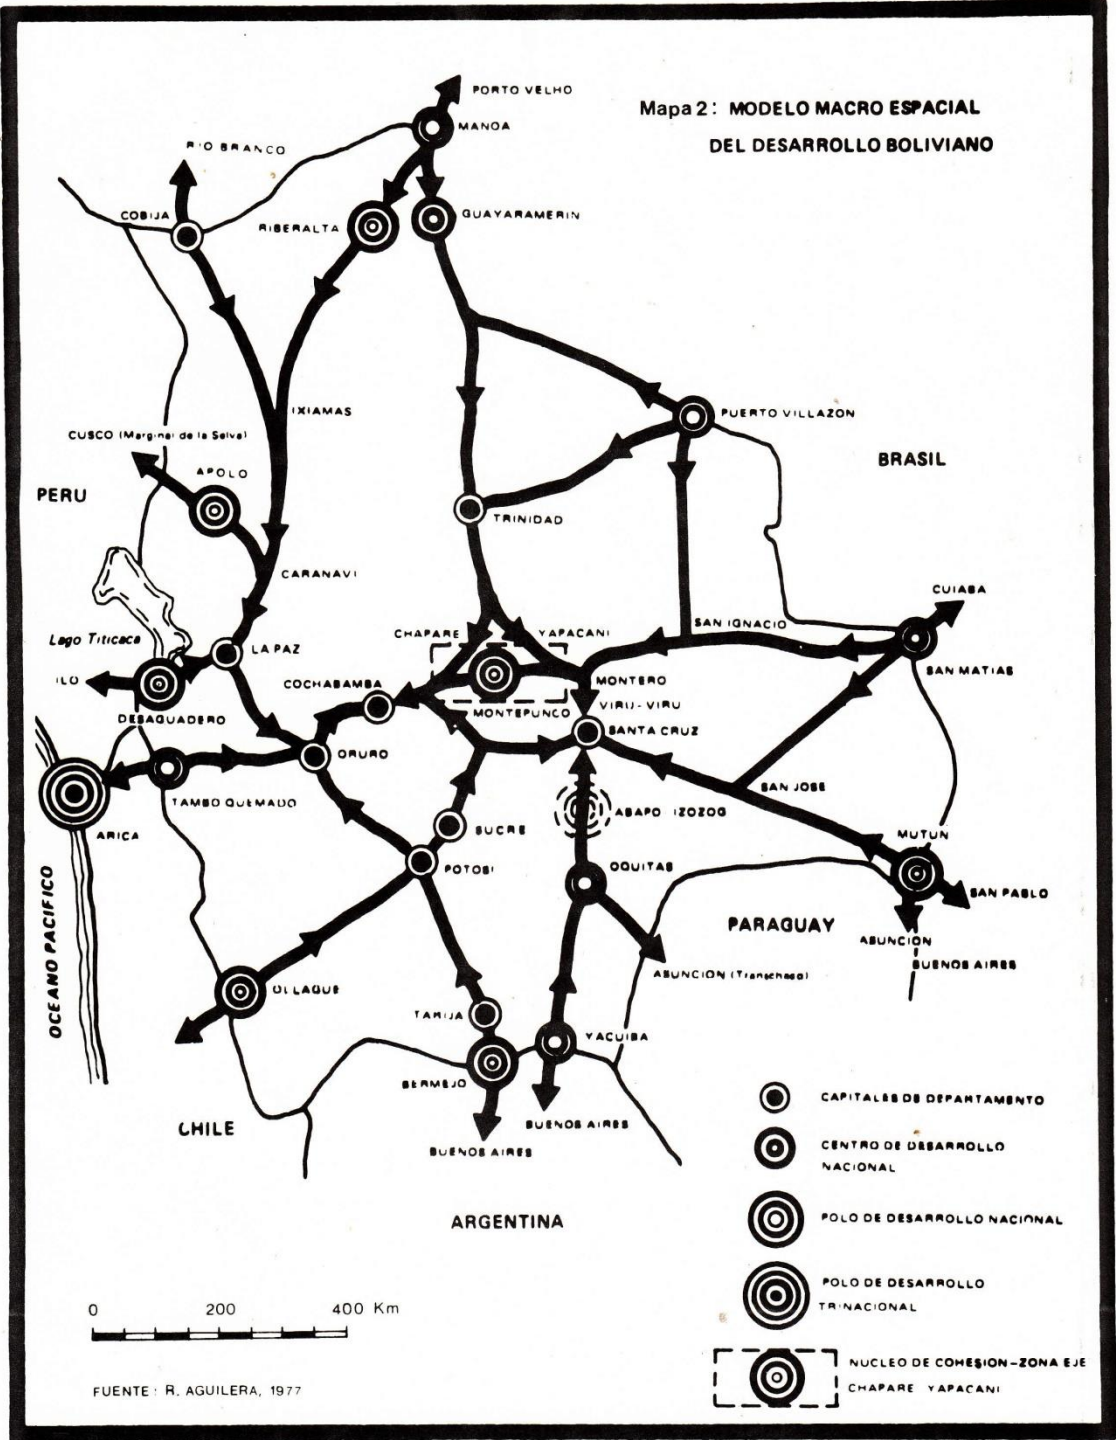 Mapa 2: MODELO MACRO ESPACIAL
DEL DESARROLLO BOLIVIANO
PORTO VELHO
MANOA
RIO BRANCO
COBIJA
RIBERALTA
GUAYARAMERIN
IXIAMAS
PUERTO VILLAZON
CUSCO (Marginal de la Selva)
APOLO
BRASIL
PERU
TRINIDAD
CARANAVI
CUIABA
Lago Titicaca
LA PAZ
CHAPARE
YAPACANI
SAN IGNACIO
SAN MATIAS
ILO
COCHABAMBA
MONTERO
DESAGUADERO
MONTEPUNCO
VIRU-VIRU
SANTA CRUZ
ORURO
TAMBO QUEMADO
SAN JOSE
ARICA
SUCRE
ABAPO IZOZOG
MUTUN
POTOSI
OQUITAS
SAN PABLO
OCEANO PACIFICO
PARAGUAY
ASUNCION
BUENOS AIRES
ASUNCION (Transchaco)
OLLAGUE
TARIJA
YACUIBA
BERMEJO
BUENOS AIRES
BUENOS AIRES
CHILE
ARGENTINA
CAPITALES DE DEPARTAMENTO
CENTRO DE DESARROLLO
NACIONAL
POLO DE DESARROLLO NACIONAL
POLO DE DESARROLLO
TRINACIONAL
NUCLEO DE COHESION-ZONA EJE
CHAPARE YAPACANI
0 200 400 Km
FUENTE: R. AGUILERA, 1977